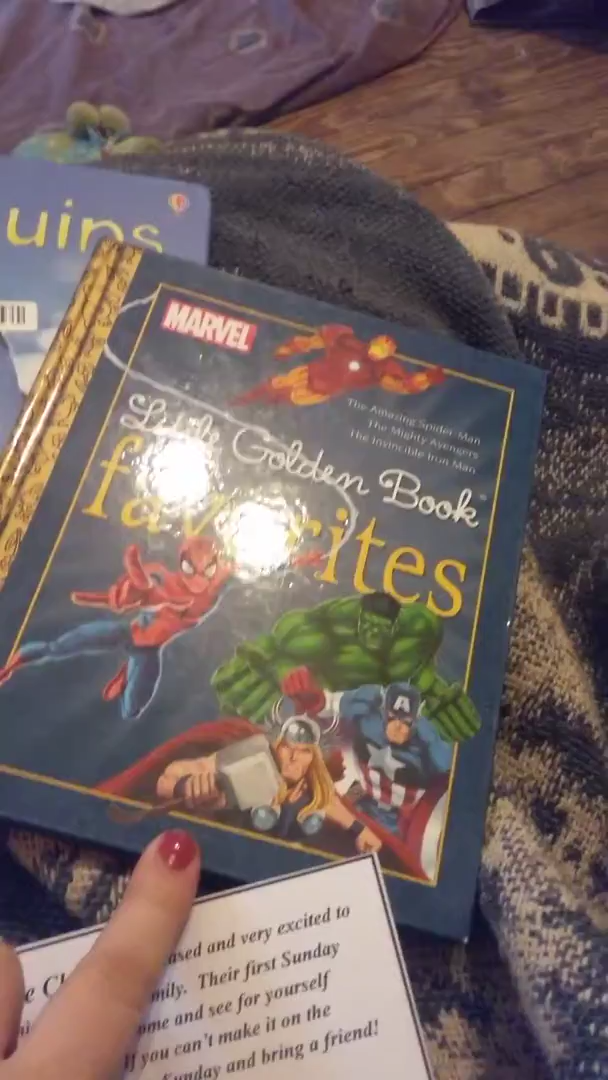 uins
MARVEL
The Amazing Spider-Man
The Mighty Avengers
The Invincible Iron Man
Little Golden Book
favorites
A
ased and very excited to
mily. Their first Sunday
ome and see for yourself
If you can't make it on the
Sunday and bring a friend!